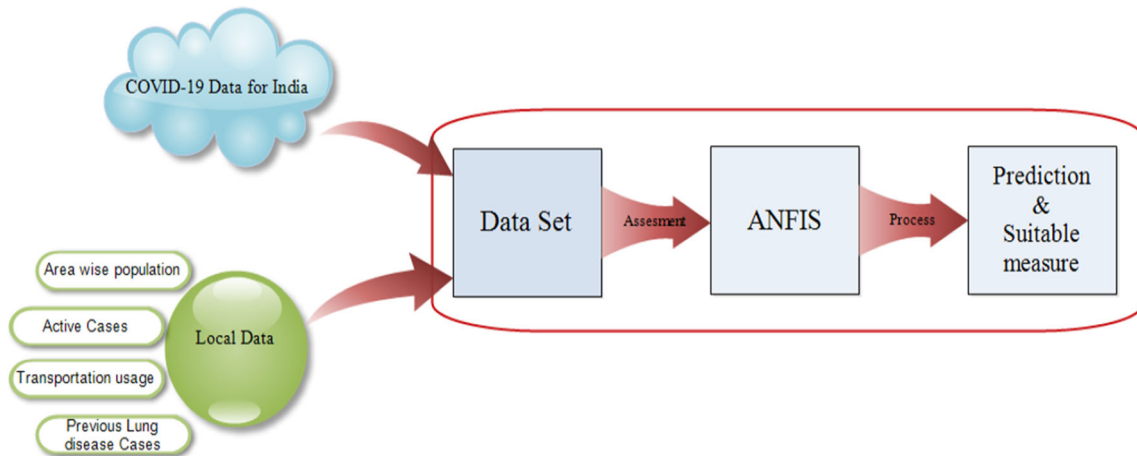 COVID-19 Data for India
Area wise population
Active Cases
Transportation usage
Previous Lung
disease Cases
Local Data
Data Set
Assesment
ANFIS
Process
Prediction
&
Suitable
measure